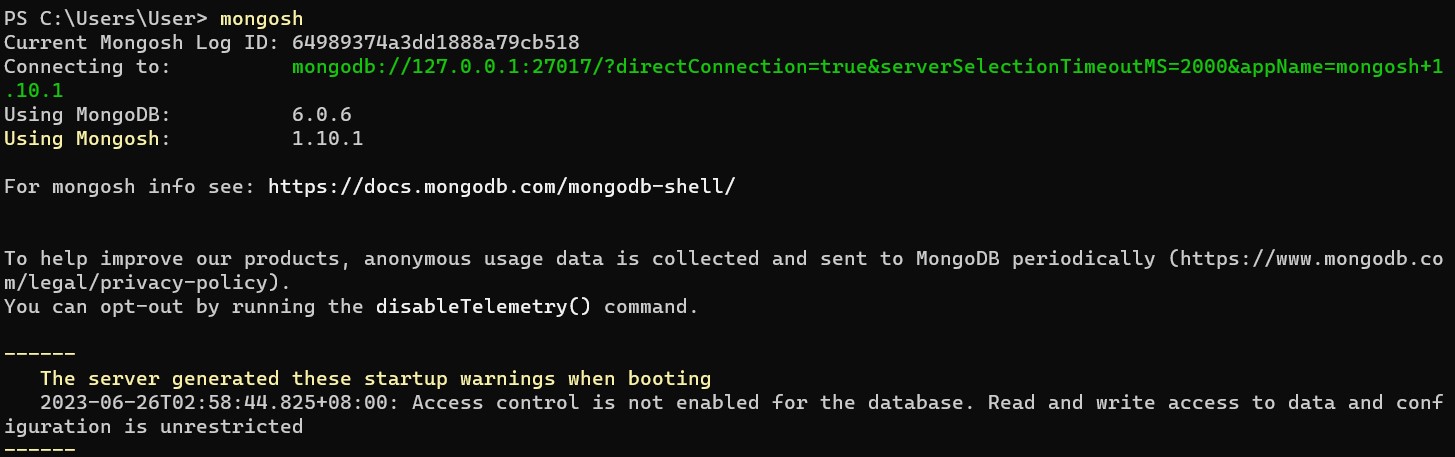 PS C:\Users\User> mongosh
Current Mongosh Log ID: 64989374a3dd1888a79cb518
Connecting to:          mongodb://127.0.0.1:27017/?directConnection=true&serverSelectionTimeoutMS=2000&appName=mongosh+1
.10.1
Using MongoDB:          6.0.6
Using Mongosh:          1.10.1
For mongosh info see: https://docs.mongodb.com/mongodb-shell/
To help improve our products, anonymous usage data is collected and sent to MongoDB periodically (https://www.mongodb.co
m/legal/privacy-policy).
You can opt-out by running the disableTelemetry() command.
------
   The server generated these startup warnings when booting
   2023-06-26T02:58:44.825+08:00: Access control is not enabled for the database. Read and write access to data and conf
iguration is unrestricted
------